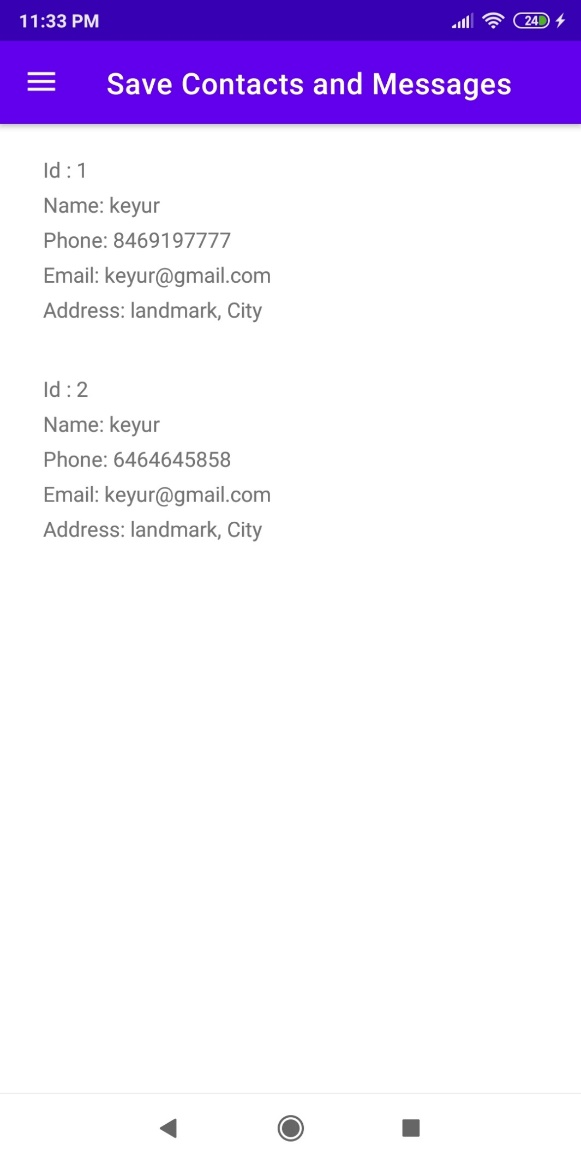 11:33 PM
24
Save Contacts and Messages
Id : 1
Name: keyur
Phone: 8469197777
Email: keyur@gmail.com
Address: landmark, City
Id : 2
Name: keyur
Phone: 6464645858
Email: keyur@gmail.com
Address: landmark, City